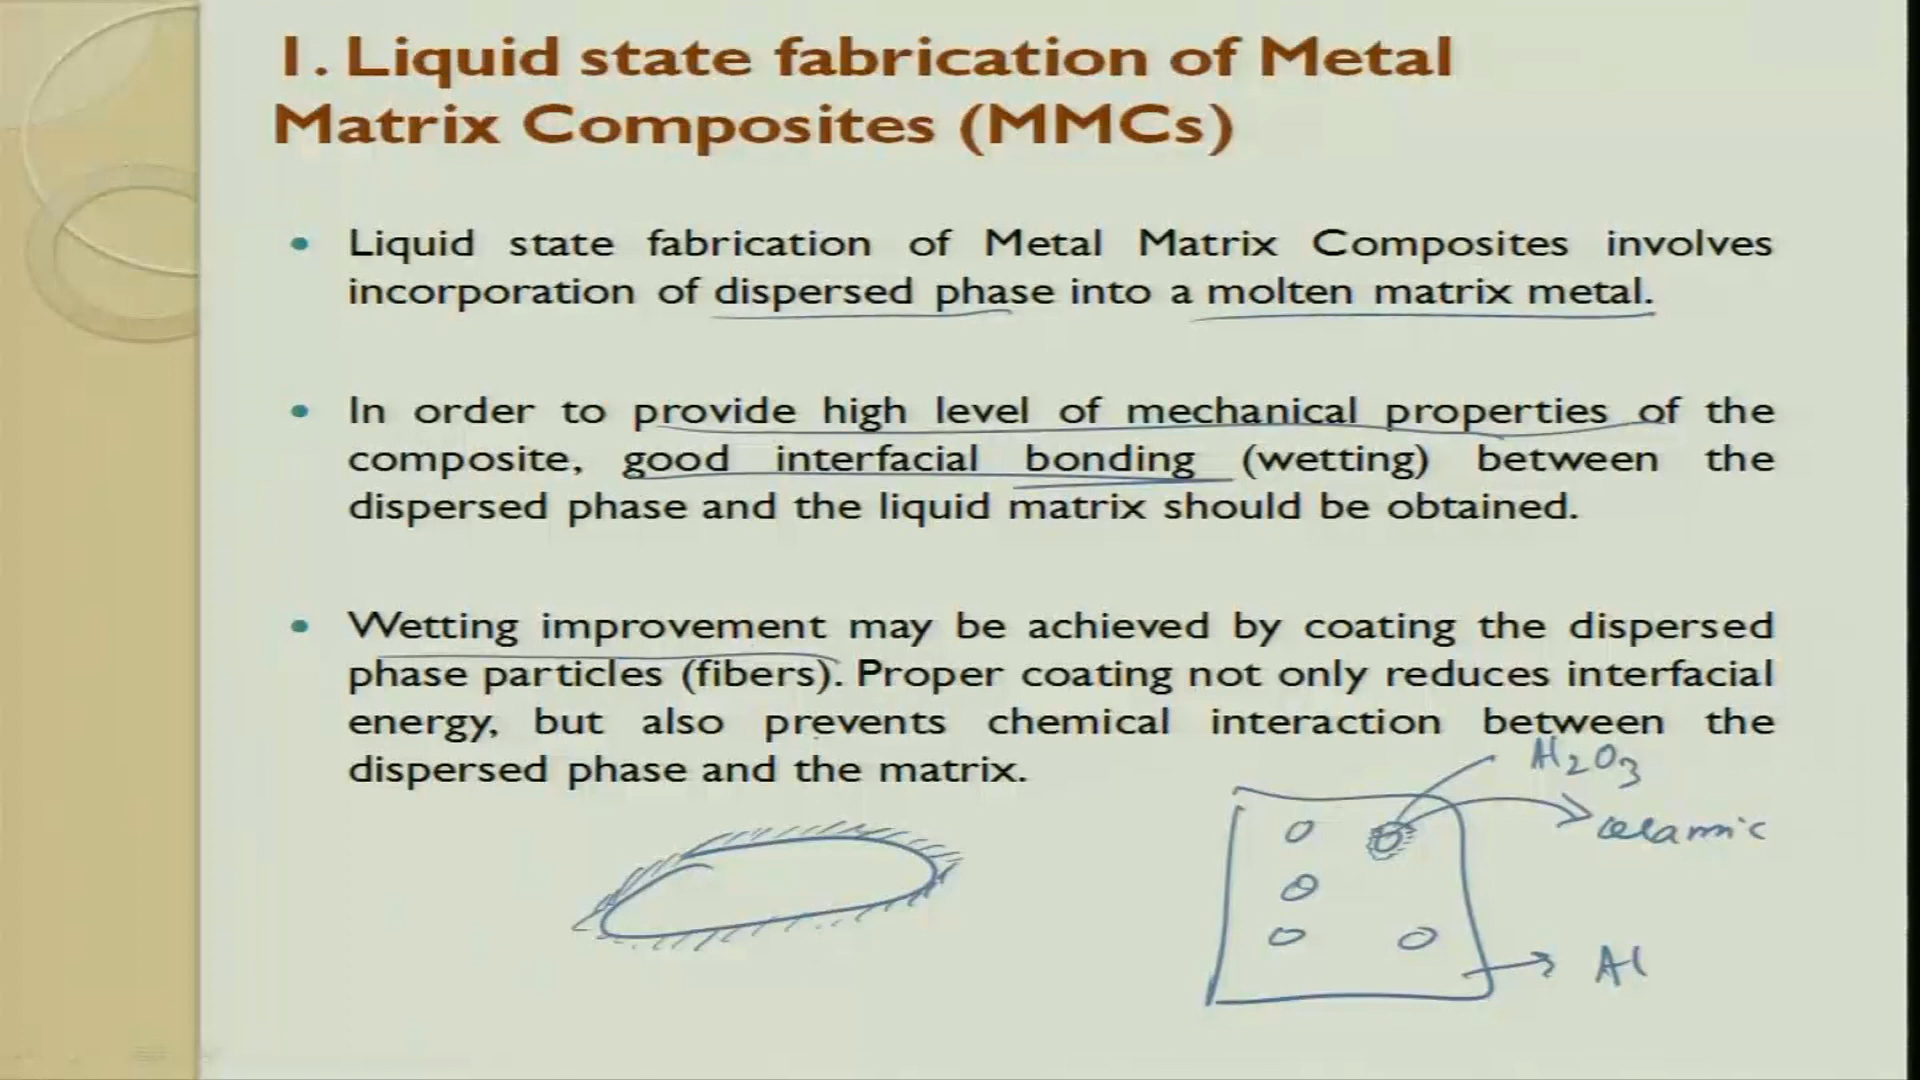 1. Liquid state fabrication of Metal
Matrix Composites (MMCs)
• Liquid state fabrication of Metal Matrix Composites involves
incorporation of dispersed phase into a molten matrix metal.
• In order to provide high level of mechanical properties of the
composite, good interfacial bonding (wetting) between the
dispersed phase and the liquid matrix should be obtained.
• Wetting improvement may be achieved by coating the dispersed
phase particles (fibers). Proper coating not only reduces interfacial
energy, but also prevents chemical interaction between the
dispersed phase and the matrix.
Al2O3
ceramic
Al